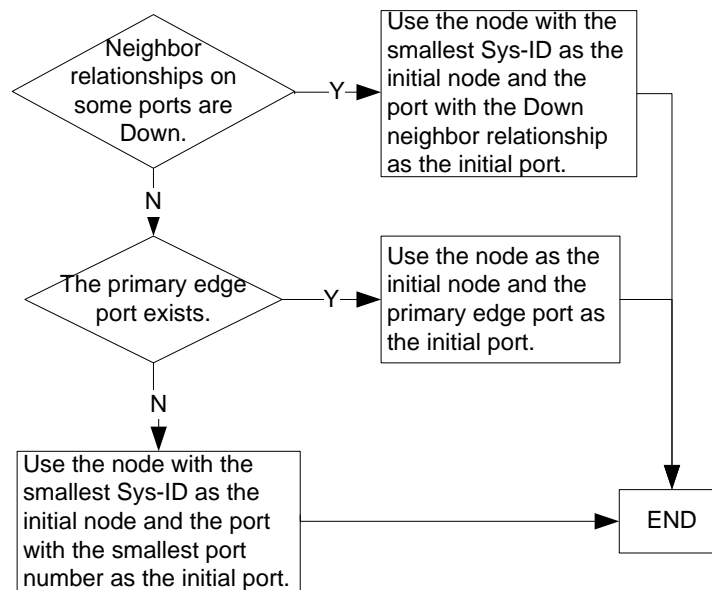 Neighbor
relationships on
some ports are
Down.
Y
Use the node with the
smallest Sys-ID as the
initial node and the
port with the Down
neighbor relationship
as the initial port.
N
The primary edge
port exists.
Y
Use the node as the
initial node and the
primary edge port as
the initial port.
N
Use the node with the
smallest Sys-ID as the
initial node and the port
with the smallest port
number as the initial port.
END